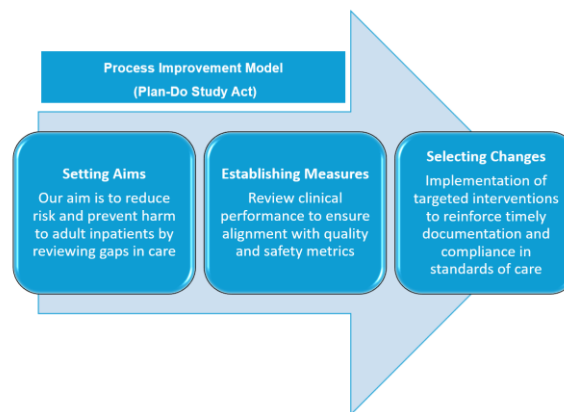 Process Improvement Model
(Plan-Do Study Act)
Setting Aims
Our aim is to reduce
risk and prevent harm
to adult inpatients by
reviewing gaps in care
Establishing Measures
Review clinical
performance to ensure
alignment with quality
and safety metrics
Selecting Changes
Implementation of
targeted interventions
to reinforce timely
documentation and
compliance in
standards of care